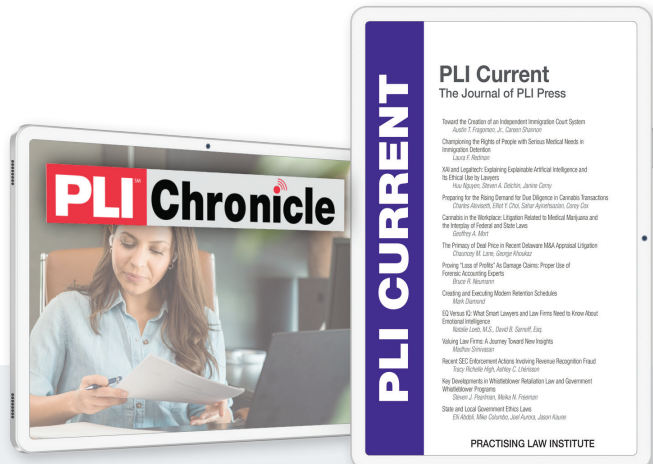 PLI℠ Chronicle
PLI CURRENT
PLI Current
The Journal of PLI Press
Toward the Creation of an Independent Immigration Court System
Austin T. Fragomen, Jr., Careen Shannon
Championing the Rights of People with Serious Medical Needs in
Immigration Detention
Laura F. Redman
XAI and Legaltech: Explaining Explainable Artificial Intelligence and
Its Ethical Use by Lawyers
Huu Nguyen, Steven A. Delchin, Janine Cerny
Preparing for the Rising Demand for Due Diligence in Cannabis Transactions
Charles Alovisetti, Elliot Y. Choi, Sahar Ayinehsazian, Corey Cox
Cannabis in the Workplace: Litigation Related to Medical Marijuana and
the Interplay of Federal and State Laws
Geoffrey A. Mort
The Primacy of Deal Price in Recent Delaware M&A Appraisal Litigation
Chauncey M. Lane, George Khoukaz
Proving "Loss of Profits" As Damage Claims: Proper Use of
Forensic Accounting Experts
Bruce R. Neumann
Creating and Executing Modern Retention Schedules
Mark Diamond
EQ Versus IQ: What Smart Lawyers and Law Firms Need to Know About
Emotional Intelligence
Natalie Loeb, M.S., David B. Sarnoff, Esq.
Valuing Law Firms: A Journey Toward New Insights
Madhav Srinivasan
Recent SEC Enforcement Actions Involving Revenue Recognition Fraud
Tracy Richelle High, Ashley C. Lhérisson
Key Developments in Whistleblower Retaliation Law and Government
Whistleblower Programs
Steven J. Pearlman, Meika N. Freeman
State and Local Government Ethics Laws
Elli Abdoli, Mike Columbo, Joel Aurora, Jason Kaune
PRACTISING LAW INSTITUTE